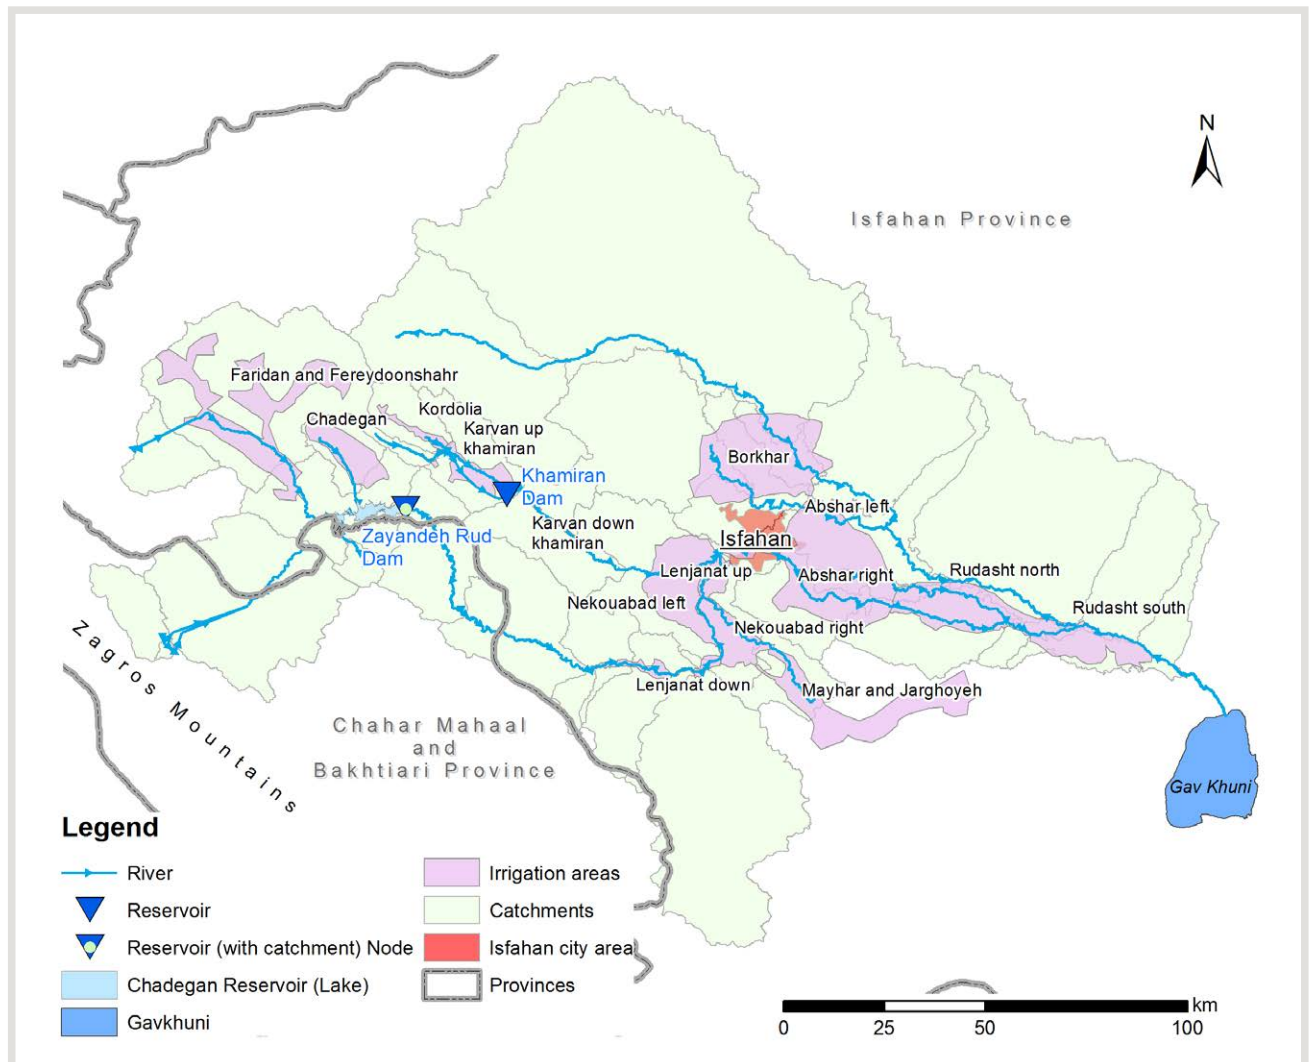 N
Isfahan Province
Faridan and Fereydoonshahr
Chadegan
Kordolia
Karvan up
khamiran
Khamiran
Dam
Borkhar
Abshar left
Karvan down
khamiran
Zayandeh Rud
Dam
Isfahan
Lenjanat up
Abshar right
Rudasht north
Nekouabad left
Rudasht south
Nekouabad right
Lenjanat down
Mayhar and Jarghoyeh
Zagros Mountains
Chahar Mahaal
and
Bakhtiari Province
Gav Khuni
Legend
River
Reservoir
Reservoir (with catchment) Node
Chadegan Reservoir (Lake)
Gavkhuni
Irrigation areas
Catchments
Isfahan city area
Provinces
km
0 25 50 100